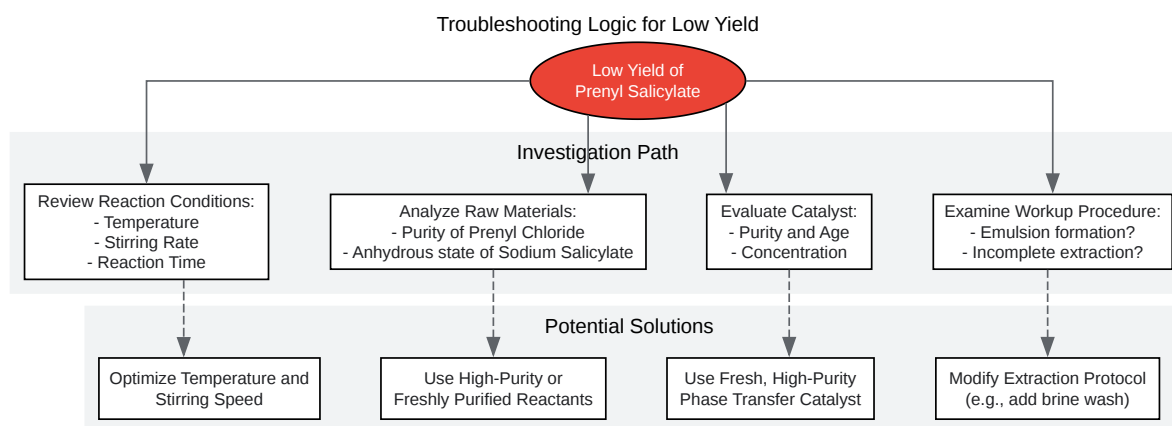 Troubleshooting Logic for Low Yield
Low Yield of
Prenyl Salicylate
Investigation Path
Review Reaction Conditions:
- Temperature
- Stirring Rate
- Reaction Time
Analyze Raw Materials:
- Purity of Prenyl Chloride
- Anhydrous state of Sodium Salicylate
Evaluate Catalyst:
- Purity and Age
- Concentration
Examine Workup Procedure:
- Emulsion formation?
- Incomplete extraction?
Potential Solutions
Optimize Temperature and
Stirring Speed
Use High-Purity or
Freshly Purified Reactants
Use Fresh, High-Purity
Phase Transfer Catalyst
Modify Extraction Protocol
(e.g., add brine wash)